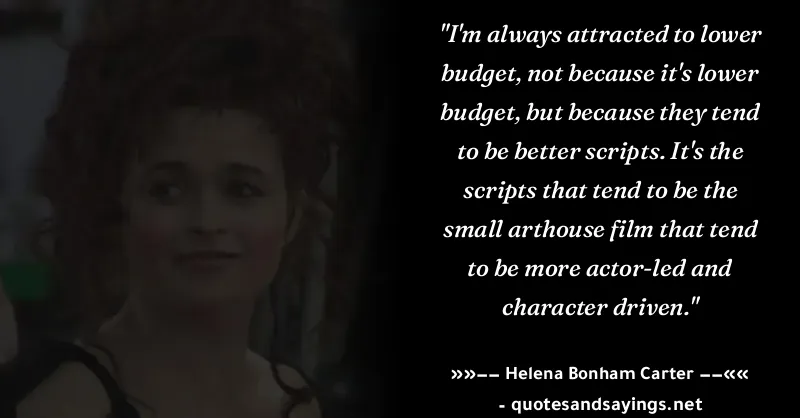 "I'm always attracted to lower
budget, not because it's lower
budget, but because they tend
to be better scripts. It's the
scripts that tend to be the
small arthouse film that tend
to be more actor-led and
character driven."
»»−− Helena Bonham Carter −−««
- quotesandsayings.net